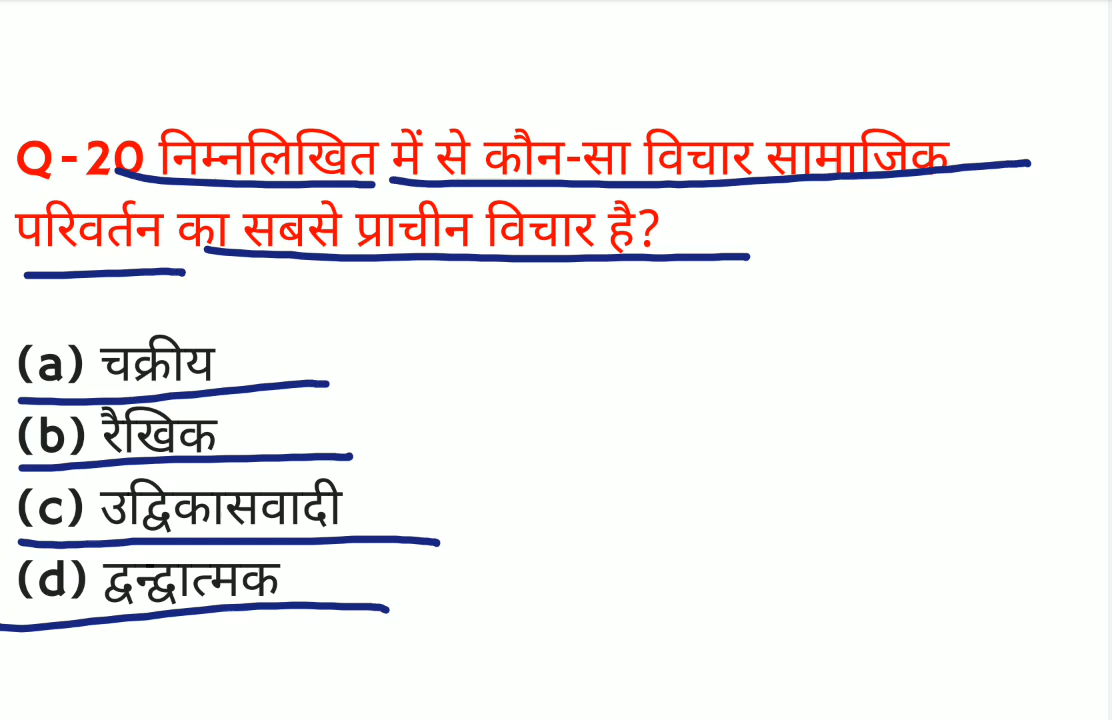 Q-20 निम्नलिखित में से कौन-सा विचार सामाजिक
परिवर्तन का सबसे प्राचीन विचार है?
(a) चक्रीय
(b) रैखिक
(c) उद्विकासवादी
(d) द्वन्द्वात्मक